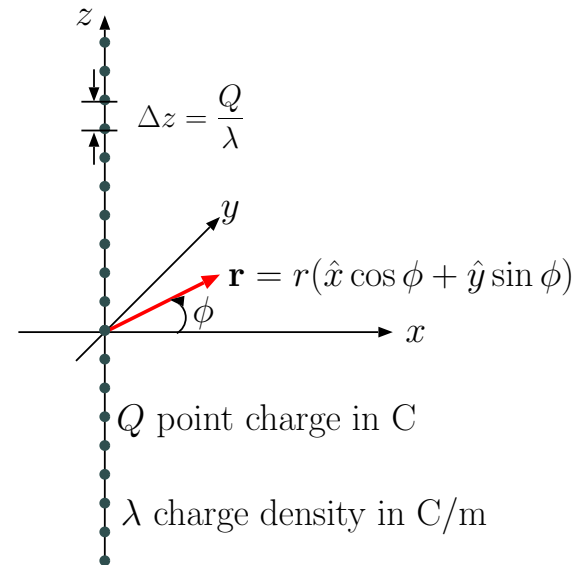 z
Δz = Q/λ
y
r = r(x̂ cos ϕ + ŷ sin ϕ)
ϕ
x
Q point charge in C
λ charge density in C/m